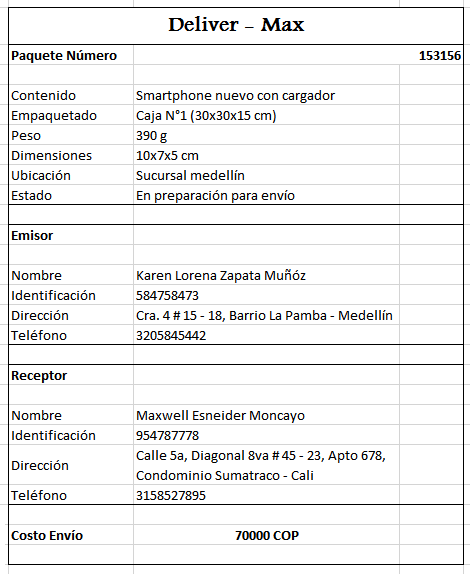 Deliver - Max
Paquete Número 153156
Contenido Smartphone nuevo con cargador
Empaquetado Caja N°1 (30x30x15 cm)
Peso 390 g
Dimensiones 10x7x5 cm
Ubicación Sucursal medellín
Estado En preparación para envío
Emisor
Nombre Karen Lorena Zapata Muñóz
Identificación 584758473
Dirección Cra. 4 # 15 - 18, Barrio La Pamba - Medellín
Teléfono 3205845442
Receptor
Nombre Maxwell Esneider Moncayo
Identificación 954787778
Dirección Calle 5a, Diagonal 8va # 45 - 23, Apto 678,
Condominio Sumatraco - Cali
Teléfono 3158527895
Costo Envío 70000 COP